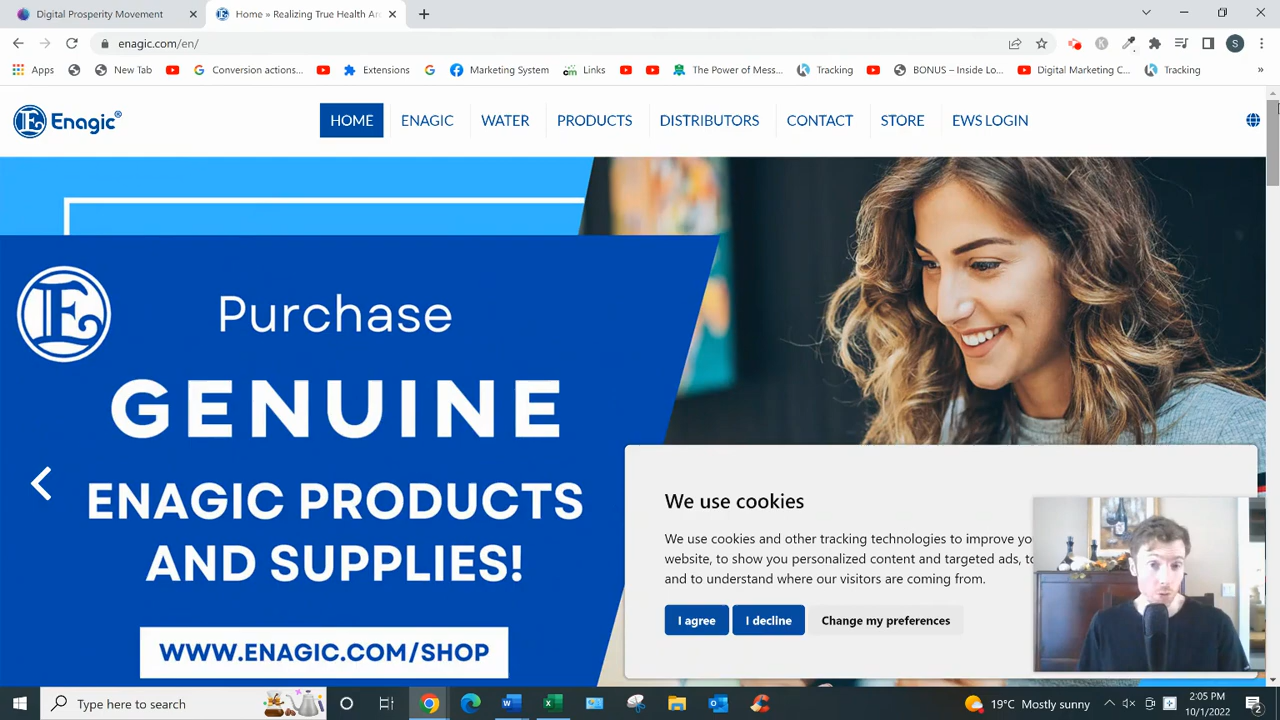 Digital Prosperity Movement
Home » Realizing True Health An
enagic.com/en/
Apps
New Tab
Conversion actions...
Extensions
Marketing System
Links
The Power of Mess...
Tracking
BONUS – Inside Lo...
Digital Marketing C...
Tracking
»
Enagic®
HOME
ENAGIC
WATER
PRODUCTS
DISTRIBUTORS
CONTACT
STORE
EWS LOGIN
Purchase
GENUINE
ENAGIC PRODUCTS
AND SUPPLIES!
WWW.ENAGIC.COM/SHOP
We use cookies
We use cookies and other tracking technologies to improve yo
website, to show you personalized content and targeted ads, to
and to understand where our visitors are coming from.
I agree
I decline
Change my preferences
Type here to search
19°C Mostly sunny
2:05 PM
10/1/2022
2